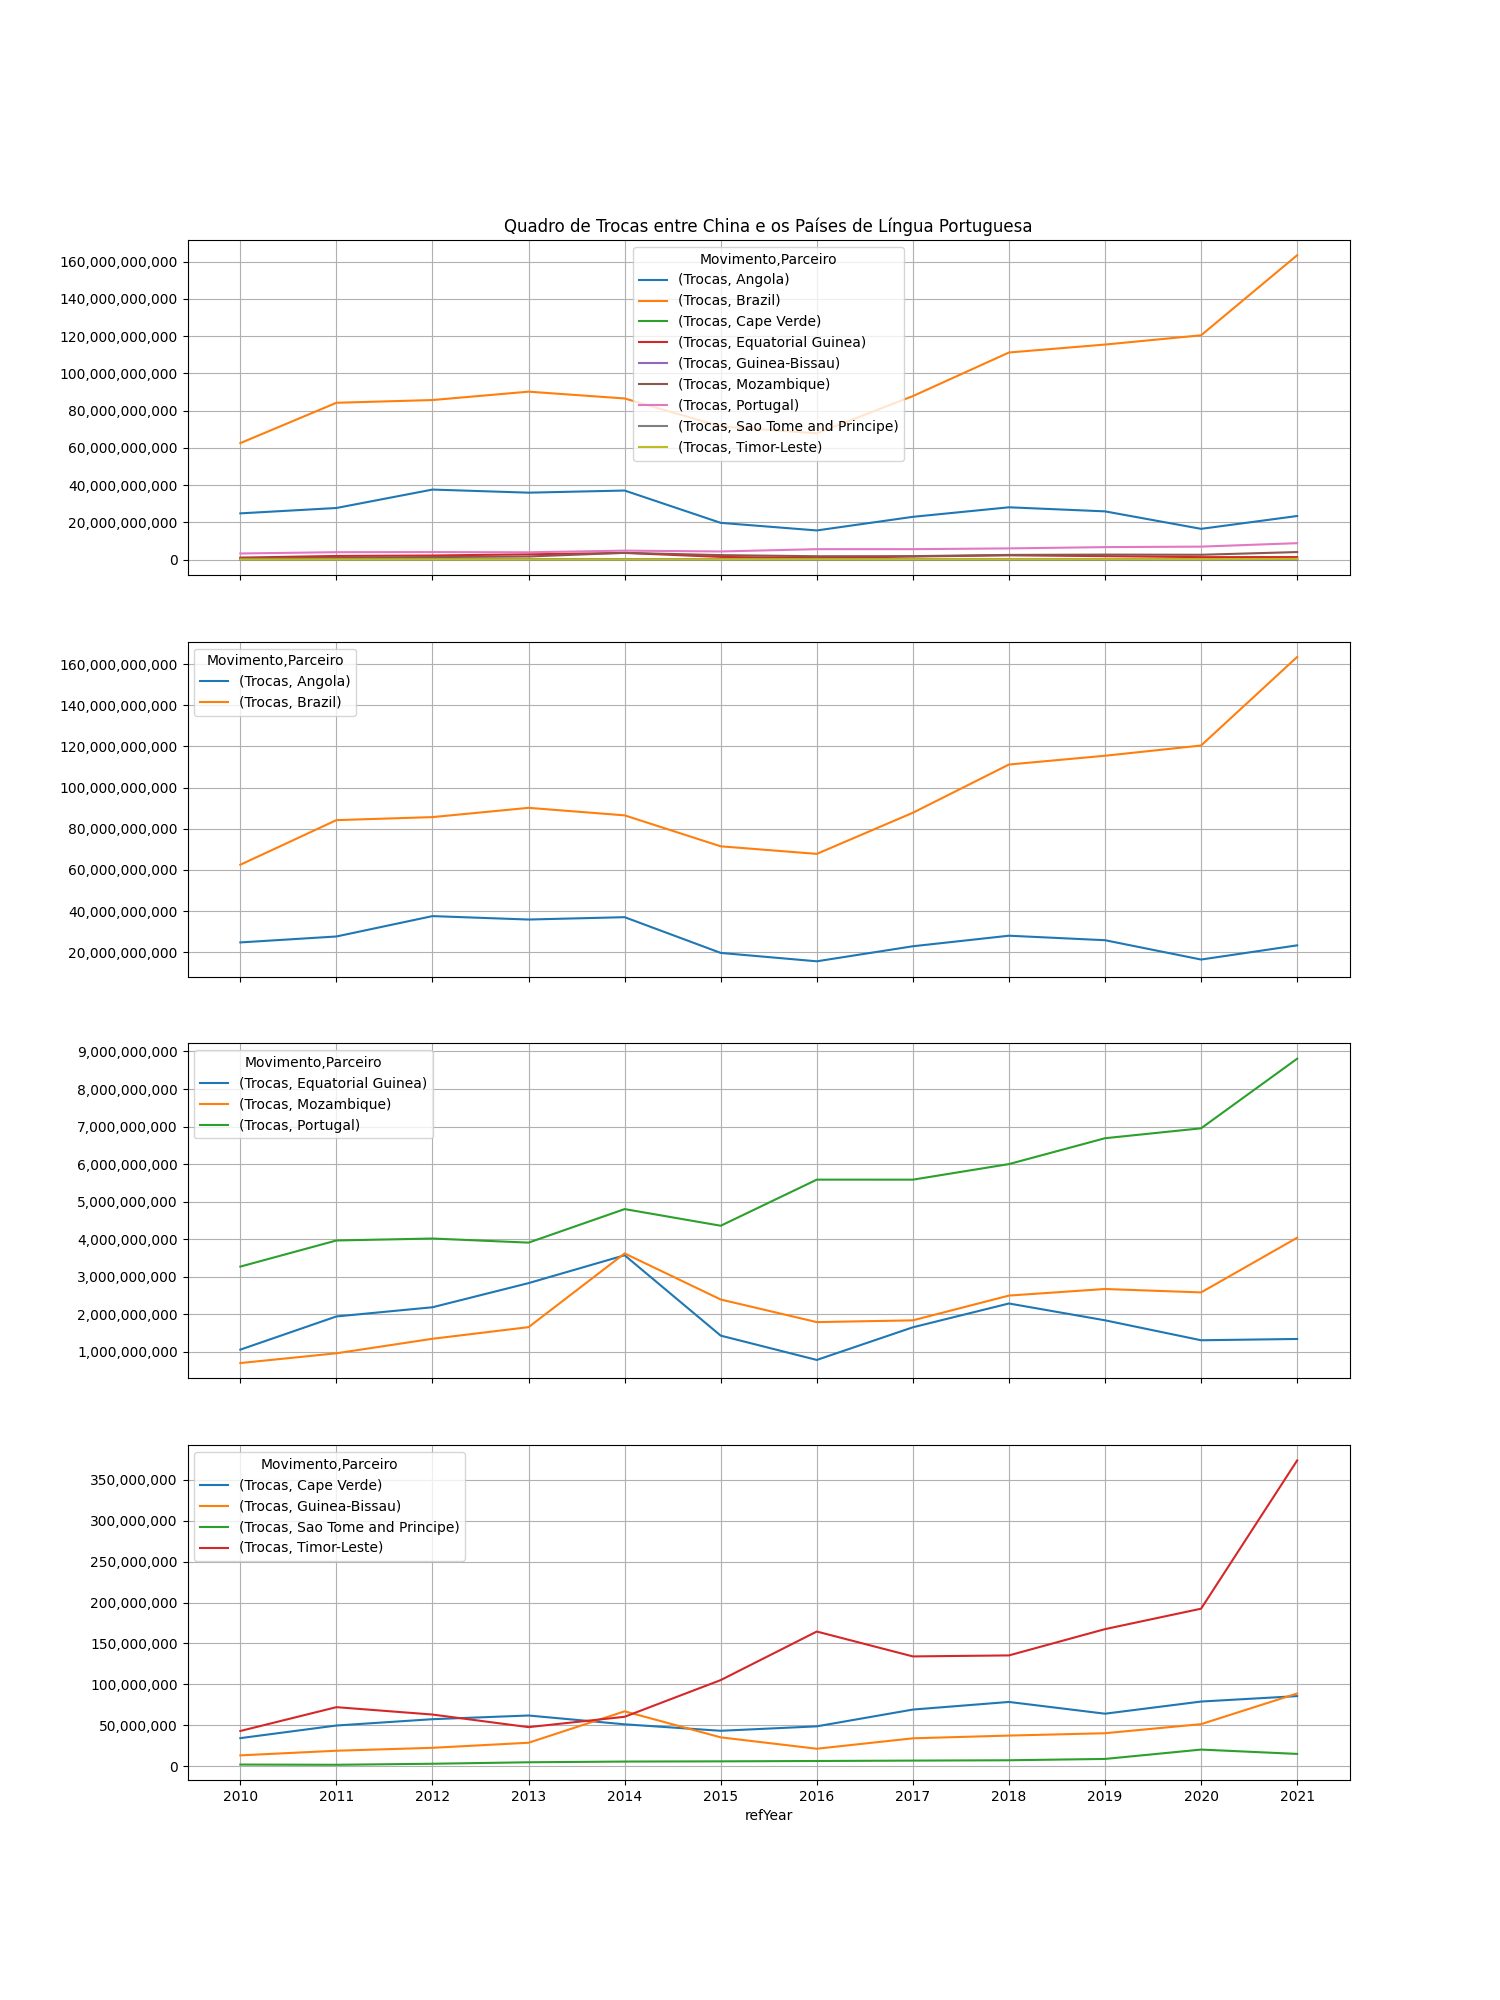 Quadro de Trocas entre China e os Países de Língua Portuguesa
160,000,000,000
140,000,000,000
120,000,000,000
100,000,000,000
80,000,000,000
60,000,000,000
40,000,000,000
20,000,000,000
0
Movimento,Parceiro
(Trocas, Angola)
(Trocas, Brazil)
(Trocas, Cape Verde)
(Trocas, Equatorial Guinea)
(Trocas, Guinea-Bissau)
(Trocas, Mozambique)
(Trocas, Portugal)
(Trocas, Sao Tome and Principe)
(Trocas, Timor-Leste)
160,000,000,000
140,000,000,000
120,000,000,000
100,000,000,000
80,000,000,000
60,000,000,000
40,000,000,000
20,000,000,000
Movimento,Parceiro
(Trocas, Angola)
(Trocas, Brazil)
9,000,000,000
8,000,000,000
7,000,000,000
6,000,000,000
5,000,000,000
4,000,000,000
3,000,000,000
2,000,000,000
1,000,000,000
Movimento,Parceiro
(Trocas, Equatorial Guinea)
(Trocas, Mozambique)
(Trocas, Portugal)
350,000,000
300,000,000
250,000,000
200,000,000
150,000,000
100,000,000
50,000,000
0
Movimento,Parceiro
(Trocas, Cape Verde)
(Trocas, Guinea-Bissau)
(Trocas, Sao Tome and Principe)
(Trocas, Timor-Leste)
2010 2011 2012 2013 2014 2015 2016 2017 2018 2019 2020 2021
refYear